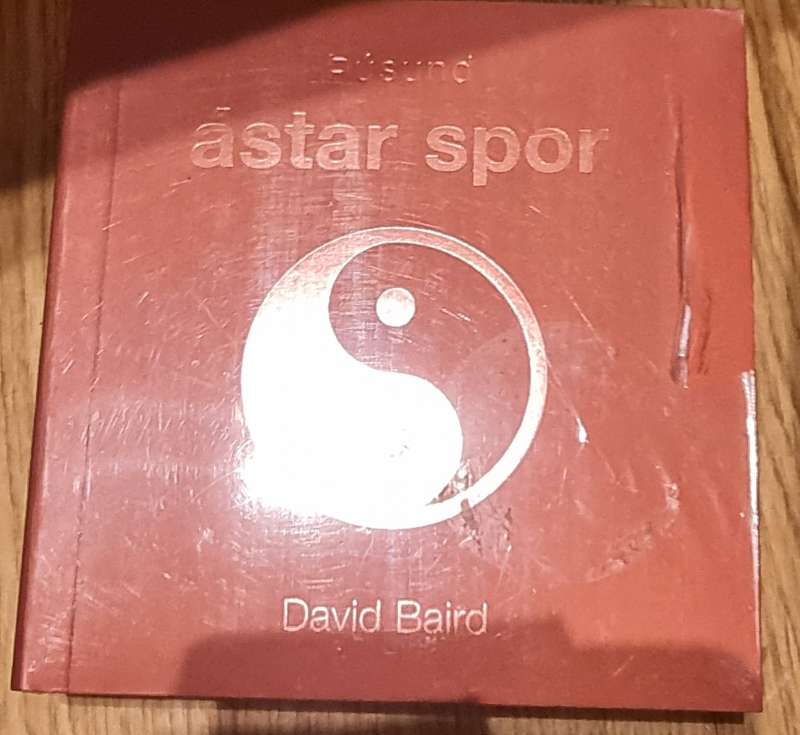 Þúsund
ástar spor
David Baird